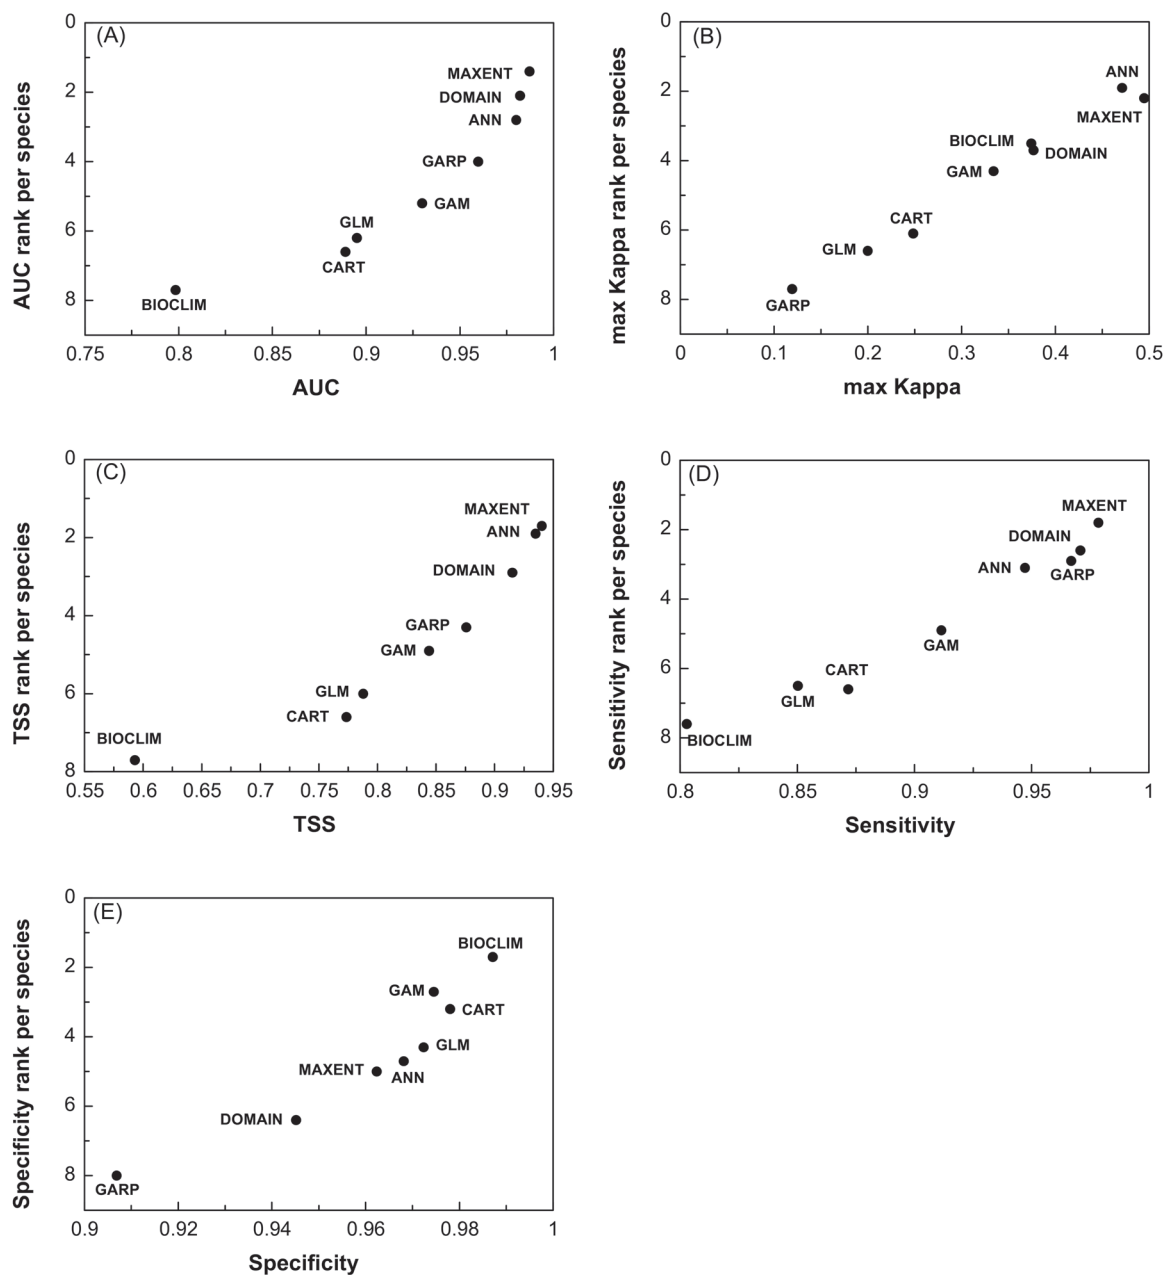 (A)
AUC rank per species
0
2
4
6
8
MAXENT
DOMAIN
ANN
GARP
GAM
GLM
CART
BIOCLIM
0.75
0.8
0.85
0.9
0.95
1
AUC
(B)
max Kappa rank per species
0
2
4
6
8
ANN
MAXENT
BIOCLIM
DOMAIN
GAM
CART
GLM
GARP
0
0.1
0.2
0.3
0.4
0.5
max Kappa
(C)
TSS rank per species
0
2
4
6
8
MAXENT
ANN
DOMAIN
GARP
GAM
GLM
CART
BIOCLIM
0.55
0.6
0.65
0.7
0.75
0.8
0.85
0.9
0.95
TSS
(D)
Sensitivity rank per species
0
2
4
6
8
MAXENT
DOMAIN
ANN
GARP
GAM
CART
GLM
BIOCLIM
0.8
0.85
0.9
0.95
1
Sensitivity
(E)
Specificity rank per species
0
2
4
6
8
BIOCLIM
GAM
CART
GLM
MAXENT
ANN
DOMAIN
GARP
0.9
0.92
0.94
0.96
0.98
1
Specificity